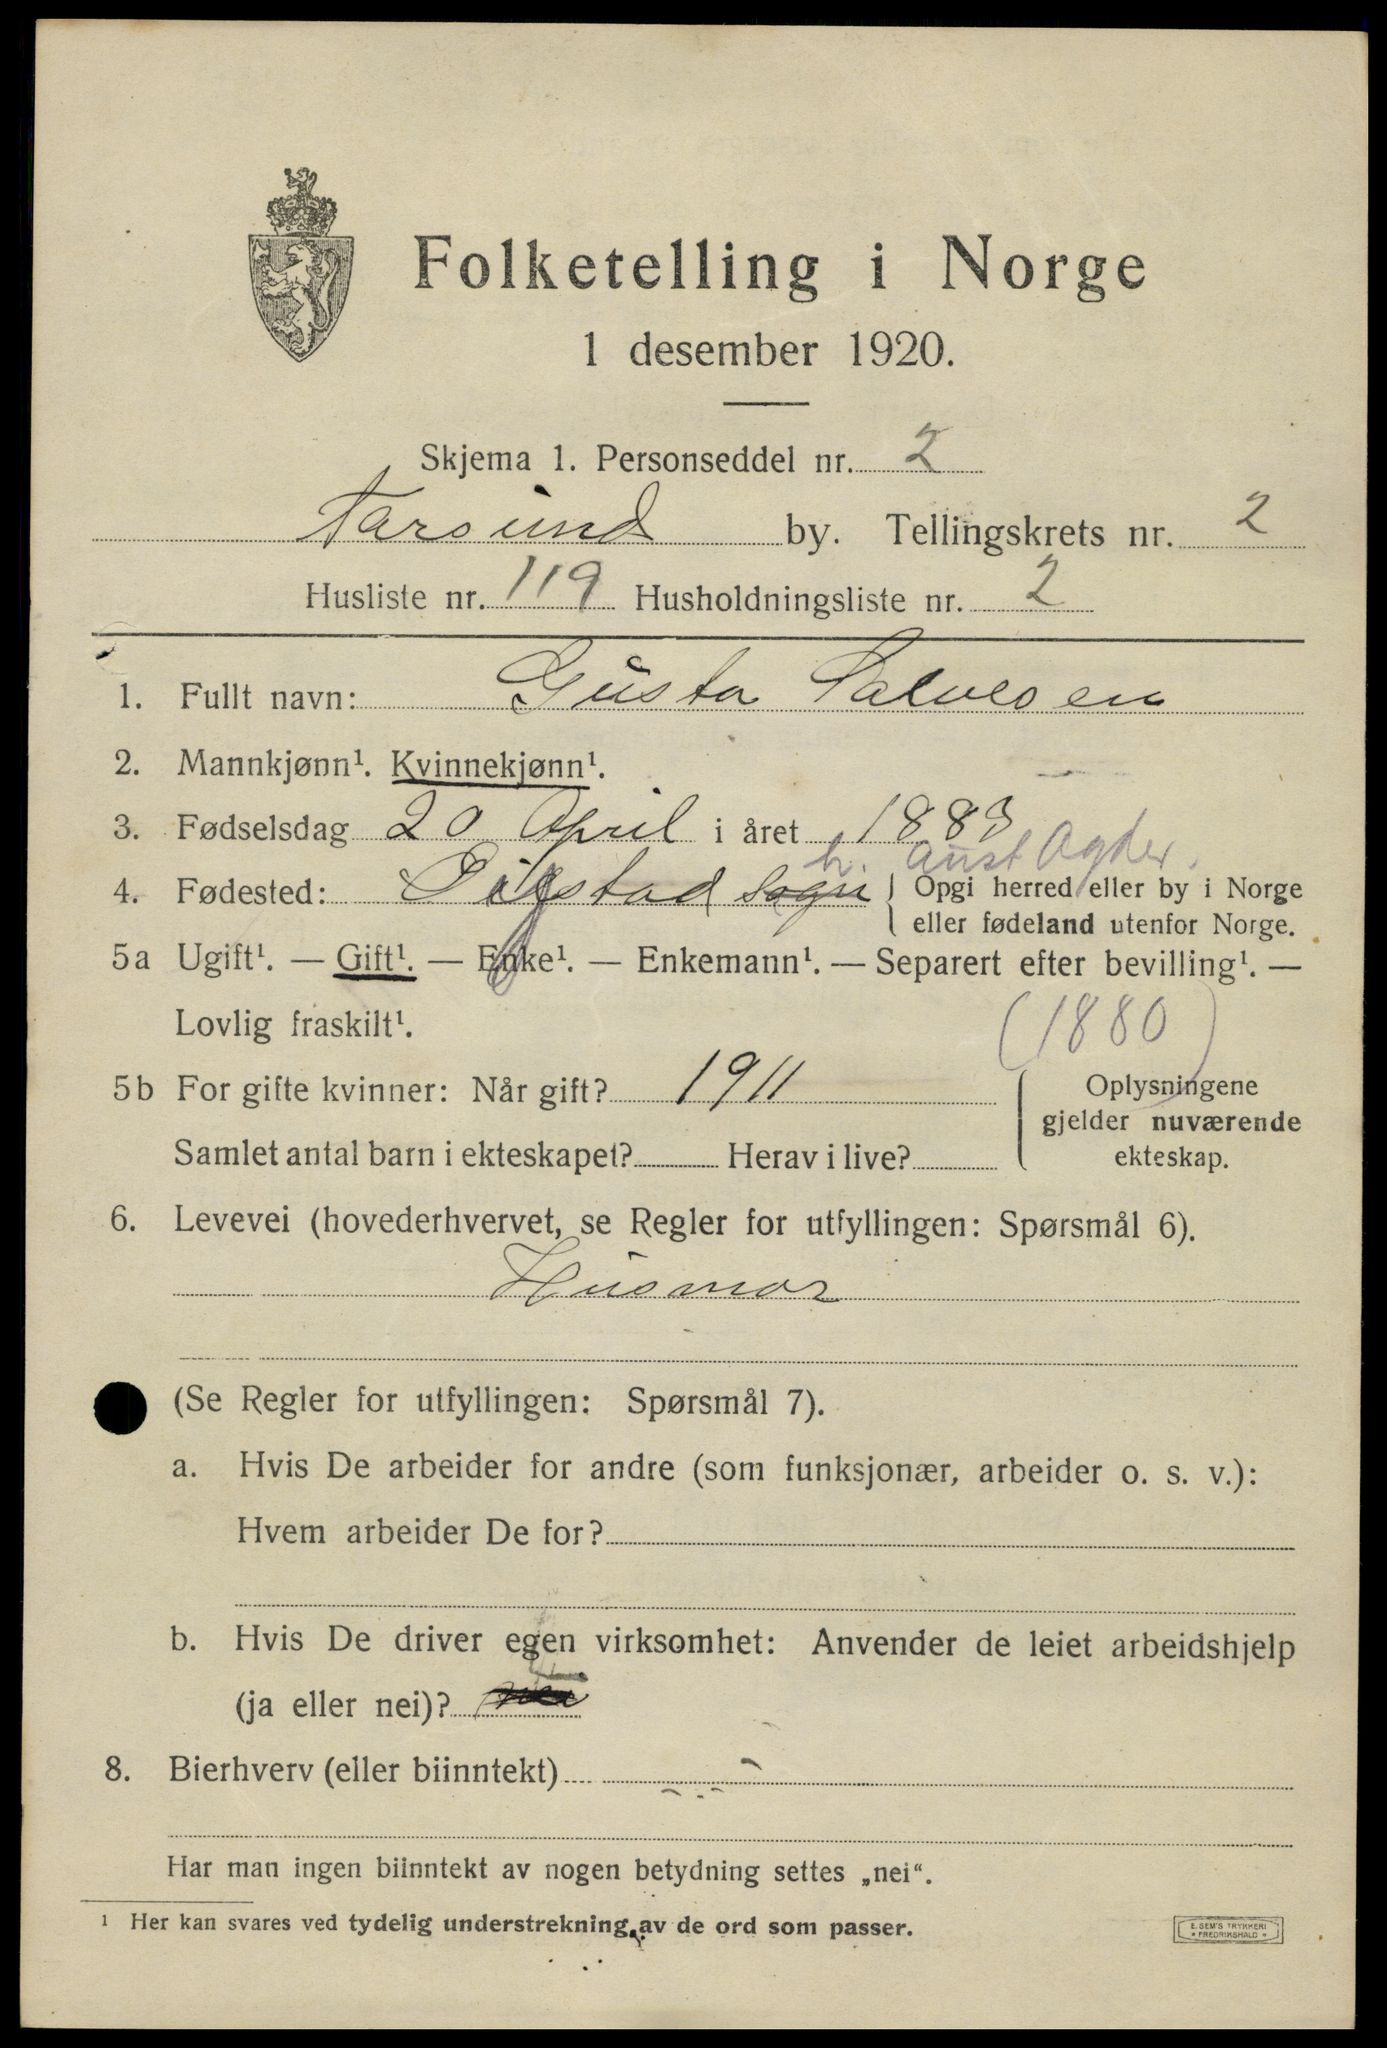 Folketelling i Norge
1 desember 1920.
Skjema 1. Personseddel nr. 2
Farsund by. Tellingskrets nr. 2
Husliste nr. 119 Husholdningsliste nr. 2
1. Fullt navn: Gusta Salvesen
2. Mannkjønn¹. Kvinnekjønn¹.
3. Fødselsdag 20 April i året 1883
h. Aust Agder.
4. Fødested: Øiestad sogn Opgi herred eller by i Norge
eller fødeland utenfor Norge.
5a Ugift¹. — Gift¹. — Enke¹. — Enkemann¹. — Separert efter bevilling¹. —
Lovlig fraskilt¹.
(1880)
5b For gifte kvinner: Når gift? 1911 Oplysningene
gjelder nuværende
Samlet antal barn i ekteskapet? Herav i live? ekteskap.
6. Levevei (hovederhvervet, se Regler for utfyllingen: Spørsmål 6).
Husmor
(Se Regler for utfyllingen: Spørsmål 7).
a. Hvis De arbeider for andre (som funksjonær, arbeider o. s. v.):
Hvem arbeider De for?
b. Hvis De driver egen virksomhet: Anvender de leiet arbeidshjelp
(ja eller nei)?
8. Bierhverv (eller biinntekt)
Har man ingen biinntekt av nogen betydning settes „nei“.
¹ Her kan svares ved tydelig understrekning av de ord som passer.
E. SEM'S TRYKKERI
* FREDRIKSHALD *